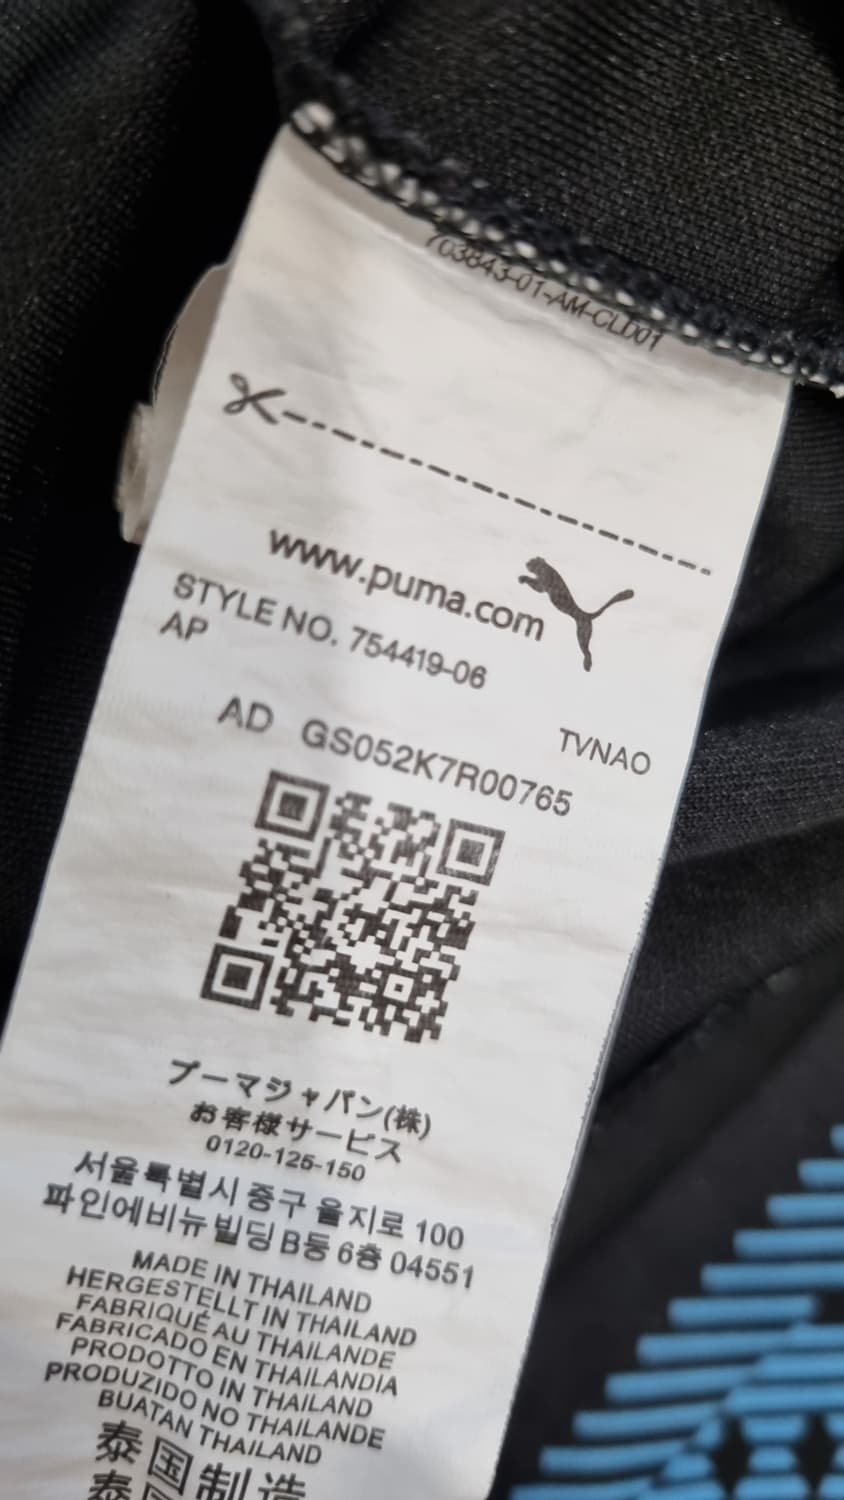 703843-01-AM-CLD01
www.puma.com
STYLE NO. 754419-06
AP
TVNAO
AD GS052K7R00765
プーマジャパン(株)
お客様サービス
0120-125-150
서울특별시 중구 을지로 100
파인에비뉴빌딩 B동 6층 04551
MADE IN THAILAND
HERGESTELLT IN THAILAND
FABRIQUÉ AU THAILANDE
FABRICADO EN THAILANDIA
PRODOTTO IN THAILAND
PRODUZIDO NO THAILANDE
BUATAN THAILAND
泰国制造